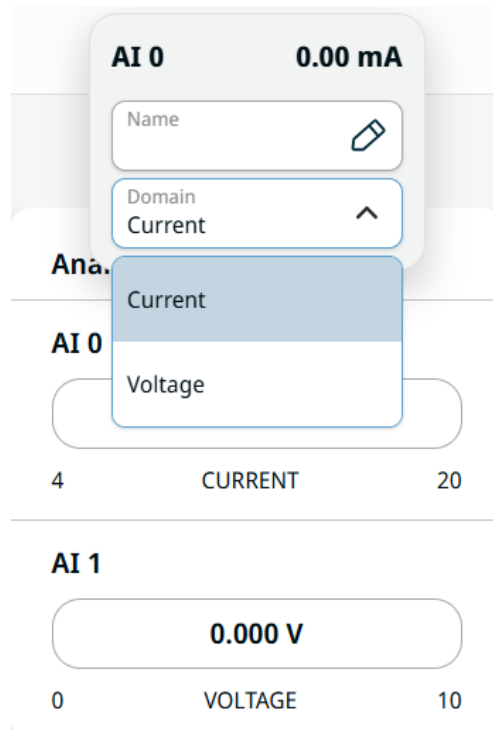 AI 0 0.00 mA
Name
Domain
Current
Current
Voltage
AI 0
4 CURRENT 20
AI 1
0.000 V
0 VOLTAGE 10